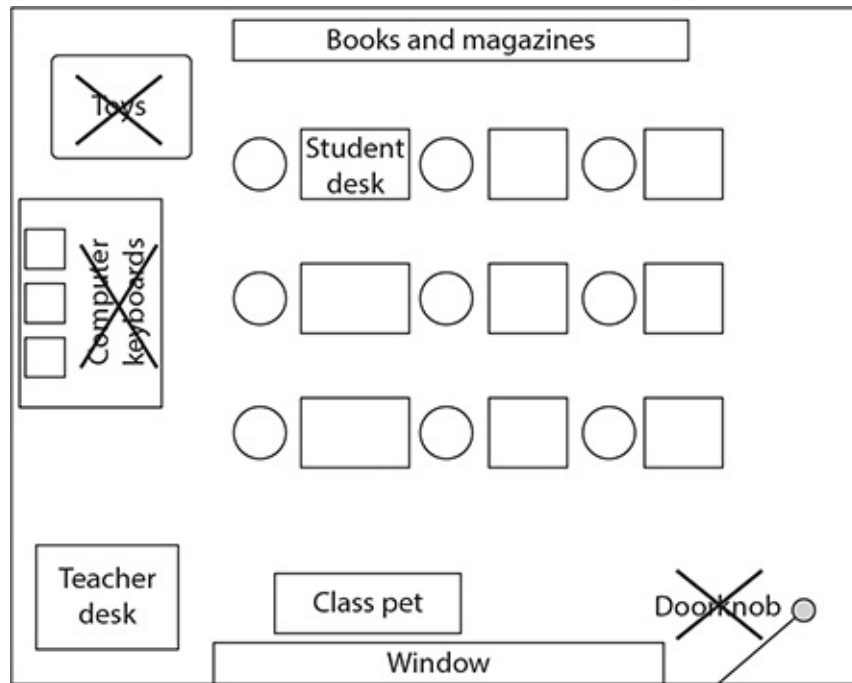 Books and magazines
Toys
Student
desk
Computer
keyboards
Teacher
desk
Class pet
Doorknob
Window